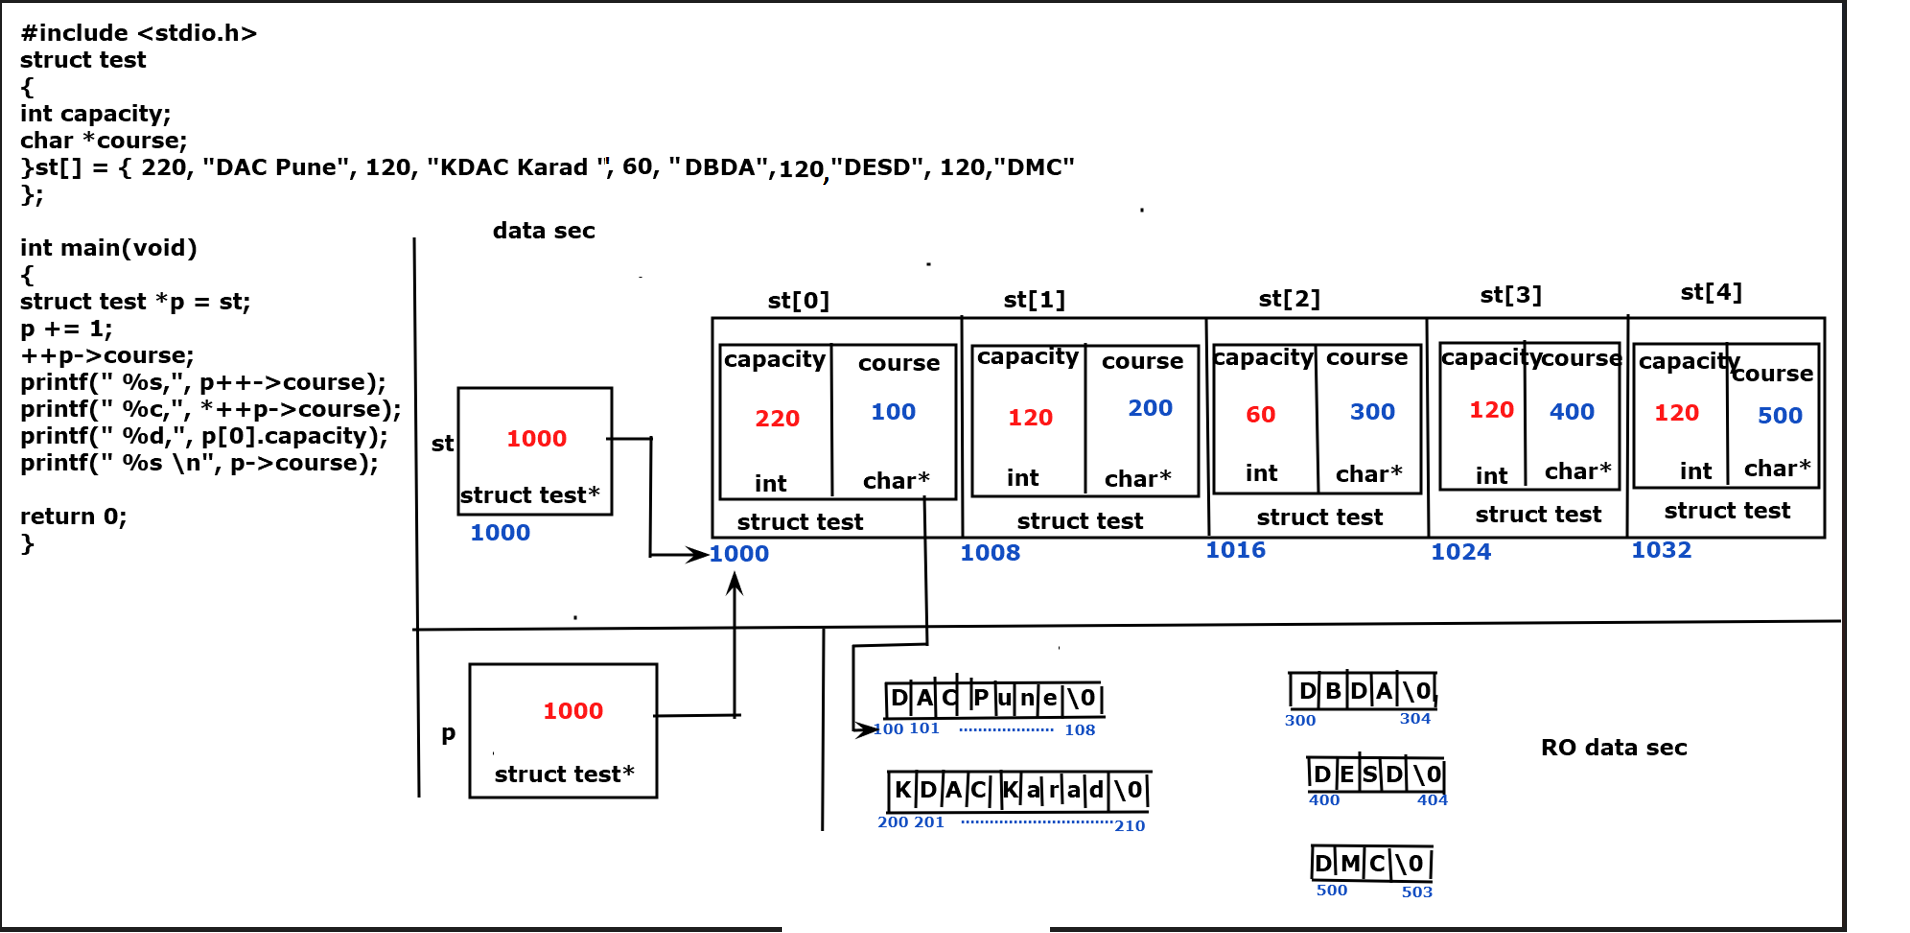 #include <stdio.h>
struct test
{
int capacity;
char *course;
}st[] = { 220, "DAC Pune", 120, "KDAC Karad ", 60, "DBDA",120,"DESD", 120,"DMC"
};
int main(void)
{
struct test *p = st;
p += 1;
++p->course;
printf(" %s,", p++->course);
printf(" %c,", *++p->course);
printf(" %d,", p[0].capacity);
printf(" %s \n", p->course);
return 0;
}
data sec
st[0] st[1] st[2] st[3] st[4]
capacity course capacity course capacity course capacity course capacity course
220 100 120 200 60 300 120 400 120 500
int char* int char* int char* int char* int char*
struct test struct test struct test struct test struct test
1000 1008 1016 1024 1032
st
1000
struct test*
1000
p
1000
struct test*
D A C P u n e \0
100 101 108
K D A C K a r a d \0
200 201 210
D B D A \0
300 304
D E S D \0
400 404
D M C \0
500 503
RO data sec